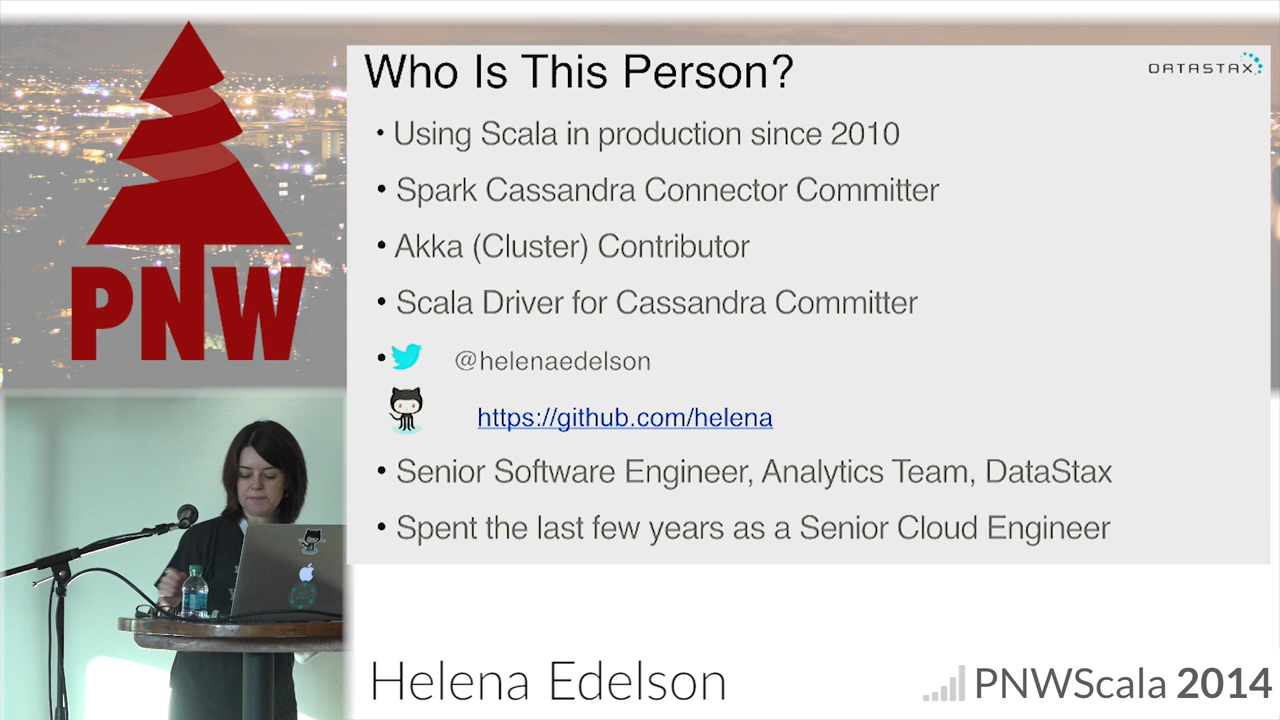 PNW
Who Is This Person?
DATASTAX
• Using Scala in production since 2010
• Spark Cassandra Connector Committer
• Akka (Cluster) Contributor
• Scala Driver for Cassandra Committer
• @helenaedelson
https://github.com/helena
• Senior Software Engineer, Analytics Team, DataStax
• Spent the last few years as a Senior Cloud Engineer
Helena Edelson
PNWScala 2014